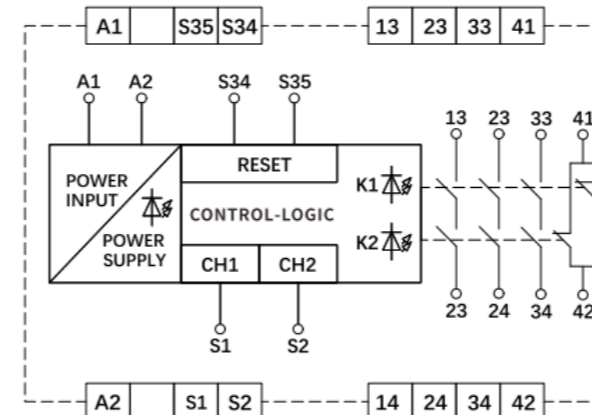 A1 S35 S34 13 23 33 41
A1 A2 S34 S35
13 23 33 41
RESET
POWER
INPUT
K1
CONTROL-LOGIC
POWER
SUPPLY
K2
CH1 CH2
23 24 34 42
S1 S2
A2 S1 S2 14 24 34 42